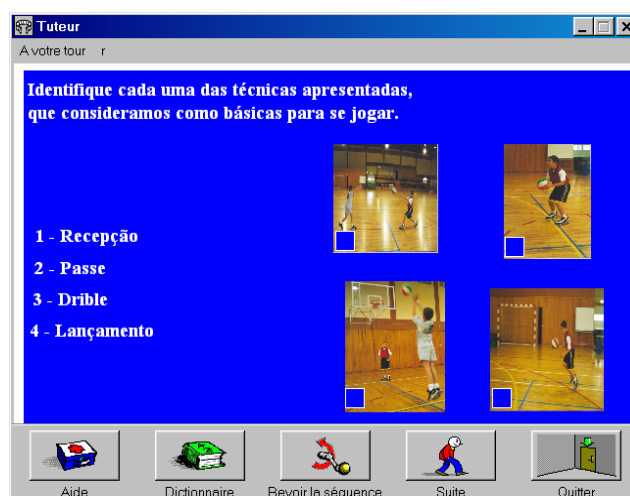 Tuteur
A votre tour r
Identifique cada uma das técnicas apresentadas,
que consideramos como básicas para se jogar.
1 - Recepção
2 - Passe
3 - Drible
4 - Lançamento
Aide
Dictionnaire
Revoir la séquence
Suite
Quitter